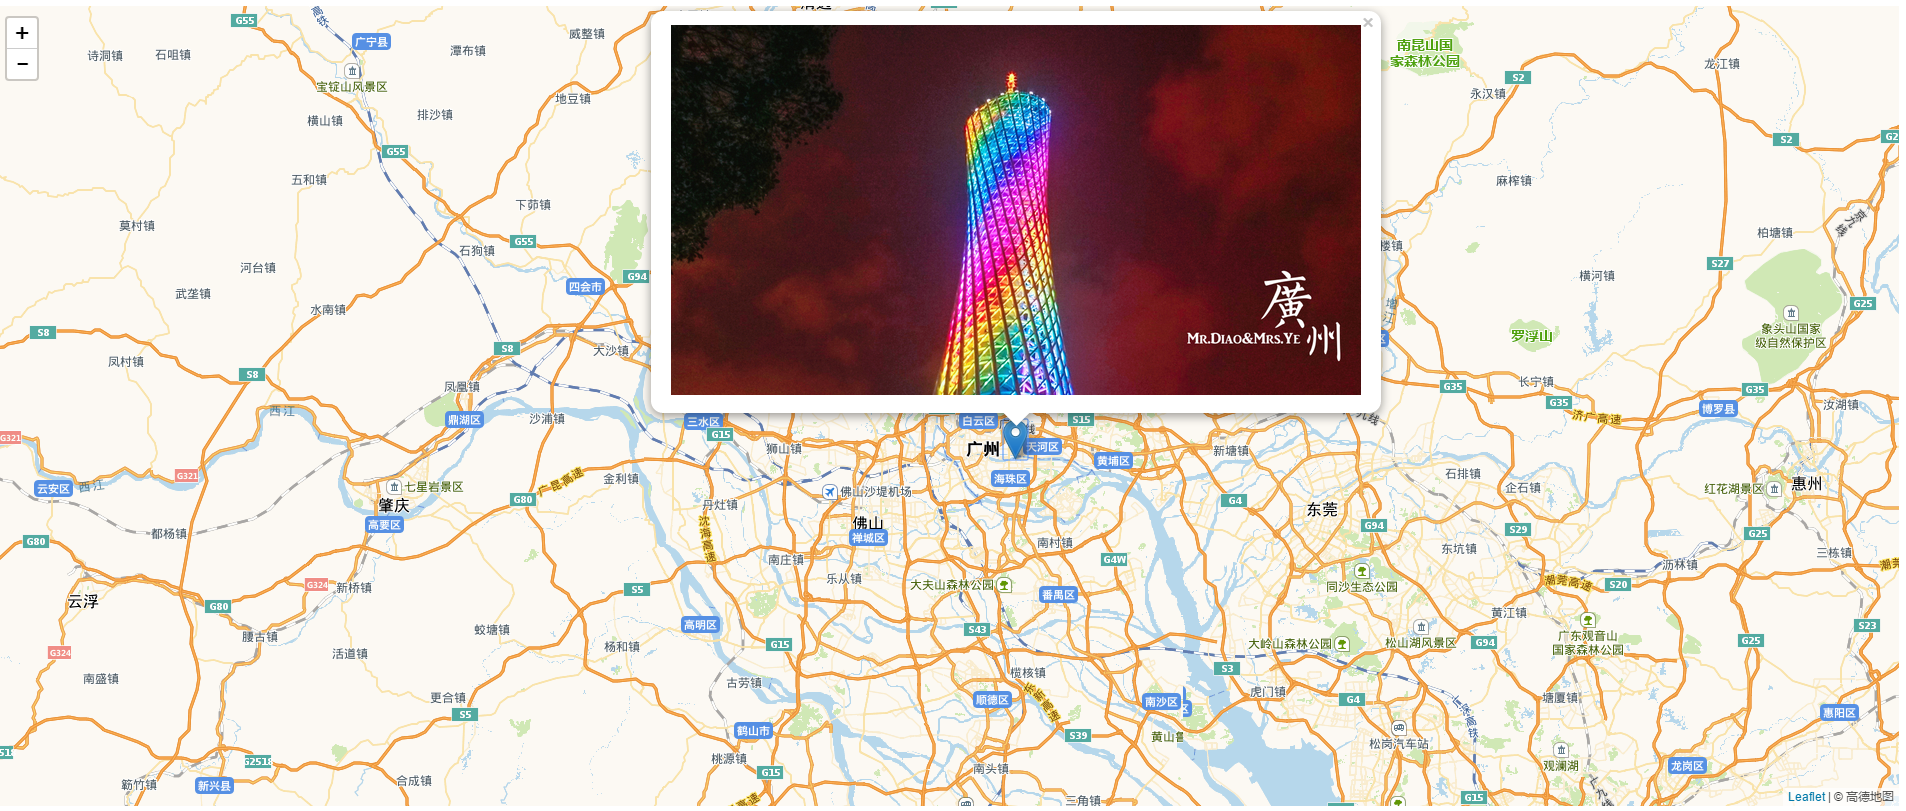 G55
+
−
广宁县
诗洞镇
石咀镇
潭布镇
威整镇
×
南昆山国
家森林公园
S2
龙江镇
宝锭山风景区
永汉镇
横山镇
排沙镇
地豆镇
G55
S2
五和镇
麻榨镇
莫村镇
下茆镇
石狗镇
G55
柏塘镇
河台镇
G94
S27
横河镇
武垄镇
四会市
水南镇
G25
廣
州
MR.DIAO&MRS.YE
象头山国家
级自然保护区
罗浮山
S8
S8
大沙镇
凤村镇
S8
凤凰镇
G35
长宁镇
G35
G35
西江
鼎湖区
沙浦镇
三水区
G15
白云区
S15
济广高速
博罗县
汝湖镇
G321
狮山镇
广州
天河区
黄埔区
新塘镇
G321
云安区
西江
七星岩景区
广昆高速
金利镇
海珠区
石排镇
企石镇
红花湖景区
惠州
肇庆
高要区
G80
丹灶镇
佛山沙堤机场
G4
东莞
G94
S29
G25
都杨镇
G80
沈海高速
佛山
禅城区
南村镇
G4W
东坑镇
三栋镇
沥林镇
南庄镇
乐从镇
大夫山森林公园
番禺区
同沙生态公园
潮莞高速
S20
G324
新桥镇
S5
云浮
G80
黄江镇
腰古镇
蛟塘镇
高明区
S43
大岭山森林公园
松山湖风景区
G94
广东观音山
国家森林公园
G25
S23
G324
活道镇
杨和镇
G15
南盛镇
古劳镇
榄核镇
S3
虎门镇
更合镇
S5
顺德区
东新高速
南沙区
G4
塘厦镇
惠阳区
鹤山市
S39
黄山鲁
松岗汽车站
G2518
桃源镇
G15
南头镇
观澜湖
龙岗区
簕竹镇
新兴县
合成镇
三角镇
G15
Leaflet | © 高德地图